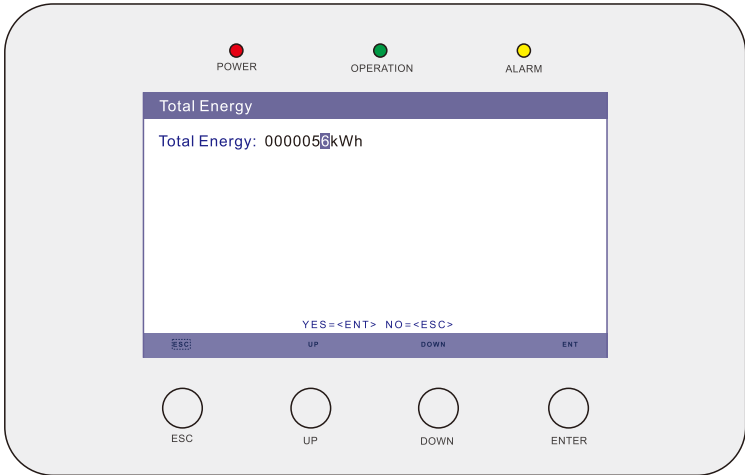 POWER OPERATION ALARM
Total Energy
Total Energy: 0000056kWh
YES=<ENT> NO=<ESC>
ESC UP DOWN ENT
ESC UP DOWN ENTER